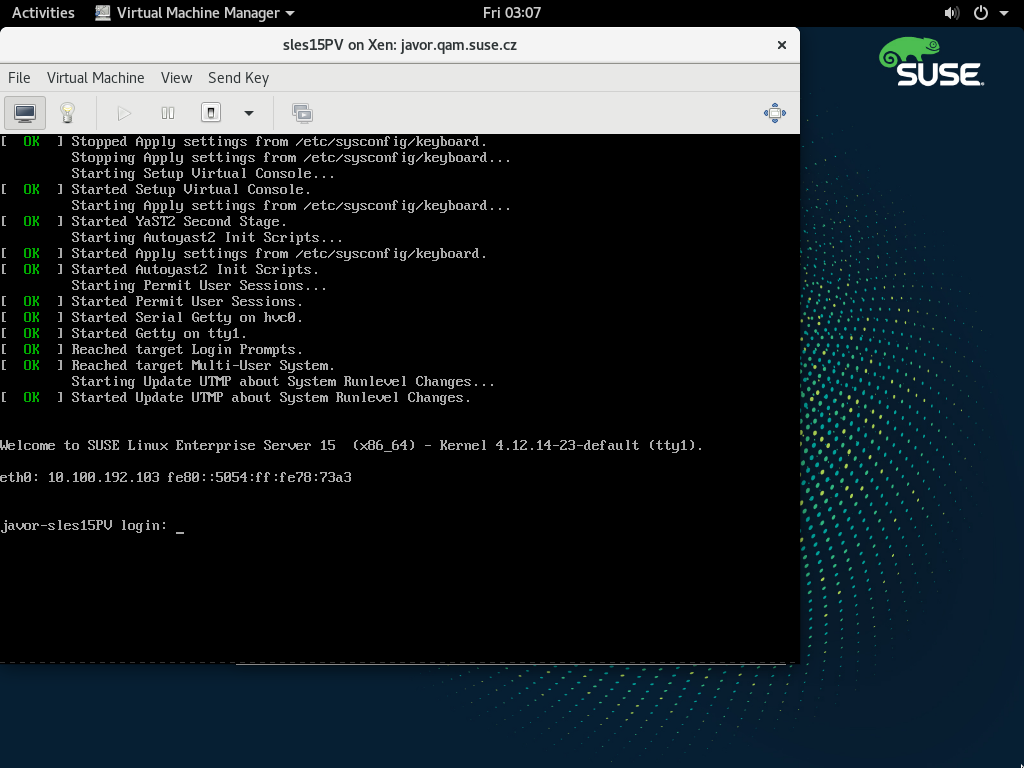 Activities Virtual Machine Manager Fri 03:07
sles15PV on Xen: javor.qam.suse.cz
File Virtual Machine View Send Key
SUSE
[  OK  ] Stopped Apply settings from /etc/sysconfig/keyboard.
         Stopping Apply settings from /etc/sysconfig/keyboard...
         Starting Setup Virtual Console...
[  OK  ] Started Setup Virtual Console.
         Starting Apply settings from /etc/sysconfig/keyboard...
[  OK  ] Started YaST2 Second Stage.
         Starting Autoyast2 Init Scripts...
[  OK  ] Started Apply settings from /etc/sysconfig/keyboard.
[  OK  ] Started Autoyast2 Init Scripts.
         Starting Permit User Sessions...
[  OK  ] Started Permit User Sessions.
[  OK  ] Started Serial Getty on hvc0.
[  OK  ] Started Getty on tty1.
[  OK  ] Reached target Login Prompts.
[  OK  ] Reached target Multi-User System.
         Starting Update UTMP about System Runlevel Changes...
[  OK  ] Started Update UTMP about System Runlevel Changes.
Welcome to SUSE Linux Enterprise Server 15  (x86_64) - Kernel 4.12.14-23-default (tty1).
eth0: 10.100.192.103 fe80::5054:ff:fe78:73a3
javor-sles15PV login: _